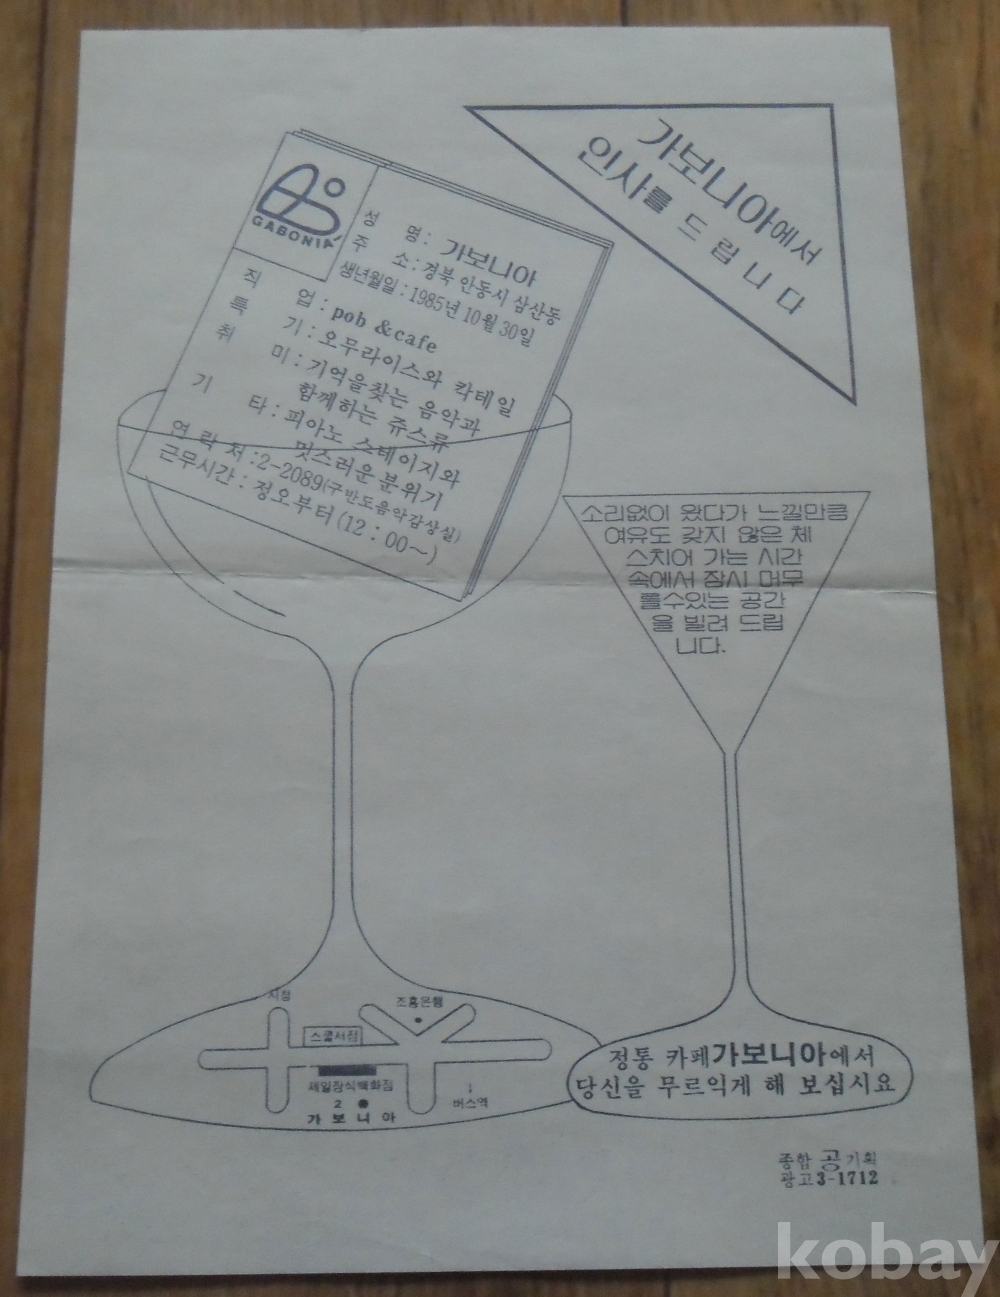 가보니아에서
인사를 드립니다
GABONIA
성 명: 가보니아
주 소: 경북 안동시 삼산동
생년월일: 1985년 10월 30일
직 업: pob &cafe
특 기: 오무라이스와 칵테일
취 미: 기억을찾는 음악과
함께하는 쥬스류
기 타: 피아노 스테이지와
멋스러운 분위기
연 락 처:2-2089(구반도음악감상실)
근무시간: 정오부터(12:00~)
소리없이 왔다가 느낄만큼
여유도 갖지 않은 체
스치어 가는 시간
속에서 잠시 머무
를수있는 공간
을 빌려 드립
니다.
시장
조흥은행
스쿨서점
제일장식백화점
2 ●
가 보 니 아
↓
버스역
정통 카페가보니아에서
당신을 무르익게 해 보십시요
종합 공기획
광고3-1712
kobay